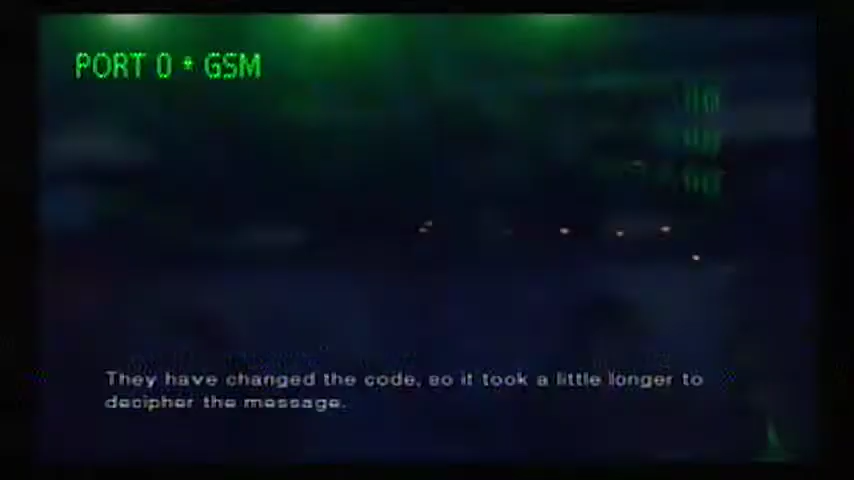 PORT 0 * GSM
They have changed the code, so it took a little longer to
decipher the message.